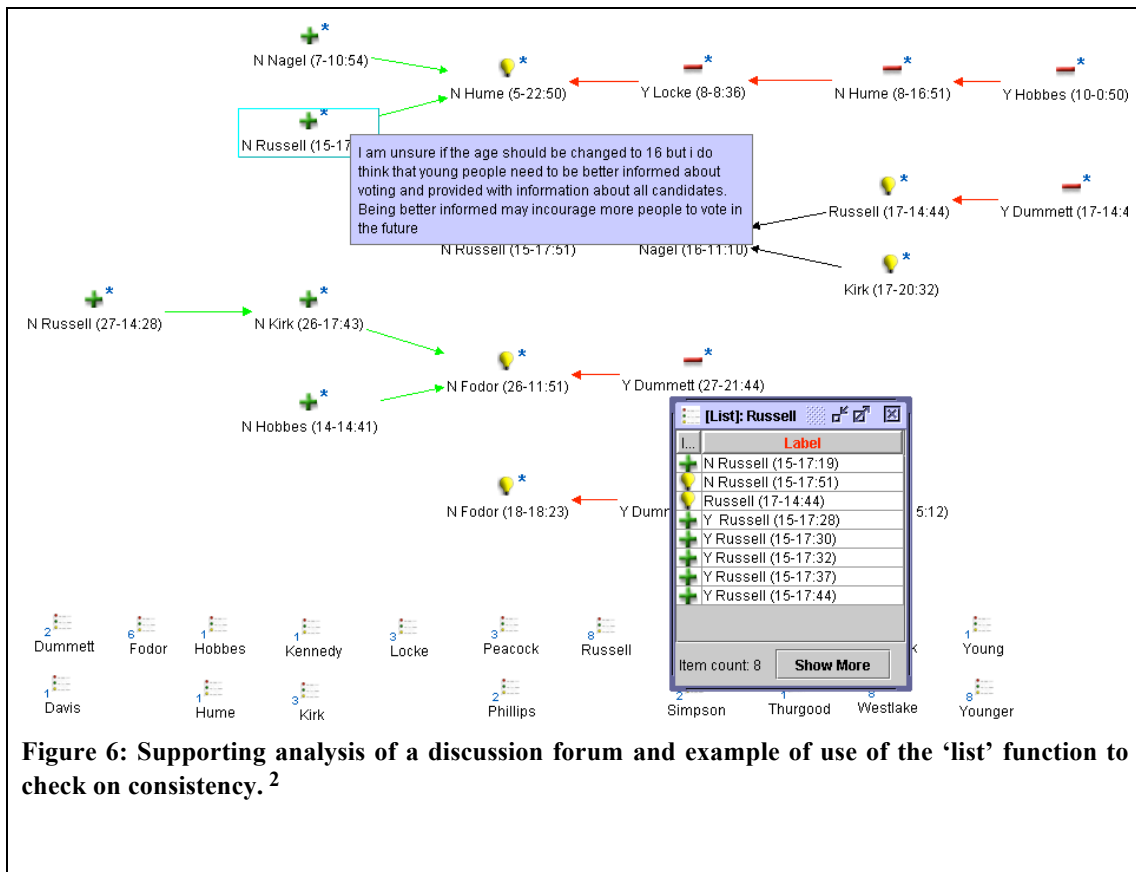 N Nagel (7-10:54)
N Hume (5-22:50)
Y Locke (8-8:36)
N Hume (8-16:51)
Y Hobbes (10-0:50)
N Russell (15-17
I am unsure if the age should be changed to 16 but i do
think that young people need to be better informed about
voting and provided with information about all candidates.
Being better informed may incourage more people to vote in
the future
Russell (17-14:44)
Y Dummett (17-14:4
N Russell (15-17:51)
Nagel (16-11:10)
Kirk (17-20:32)
N Russell (27-14:28)
N Kirk (26-17:43)
N Fodor (26-11:51)
Y Dummett (27-21:44)
N Hobbes (14-14:41)
N Fodor (18-18:23)
Y Dumm
5:12)
[List]: Russell
I... Label
N Russell (15-17:19)
N Russell (15-17:51)
Russell (17-14:44)
Y  Russell (15-17:28)
Y Russell (15-17:30)
Y Russell (15-17:32)
Y Russell (15-17:37)
Y Russell (15-17:44)
Item count: 8 Show More
2 Dummett
6 Fodor
1 Hobbes
1 Kennedy
3 Locke
3 Peacock
8 Russell
k
1 Young
1 Davis
1 Hume
3 Kirk
2 Phillips
2 Simpson
1 Thurgood
8 Westlake
8 Younger
Figure 6: Supporting analysis of a discussion forum and example of use of the ‘list’ function to
check on consistency. 2